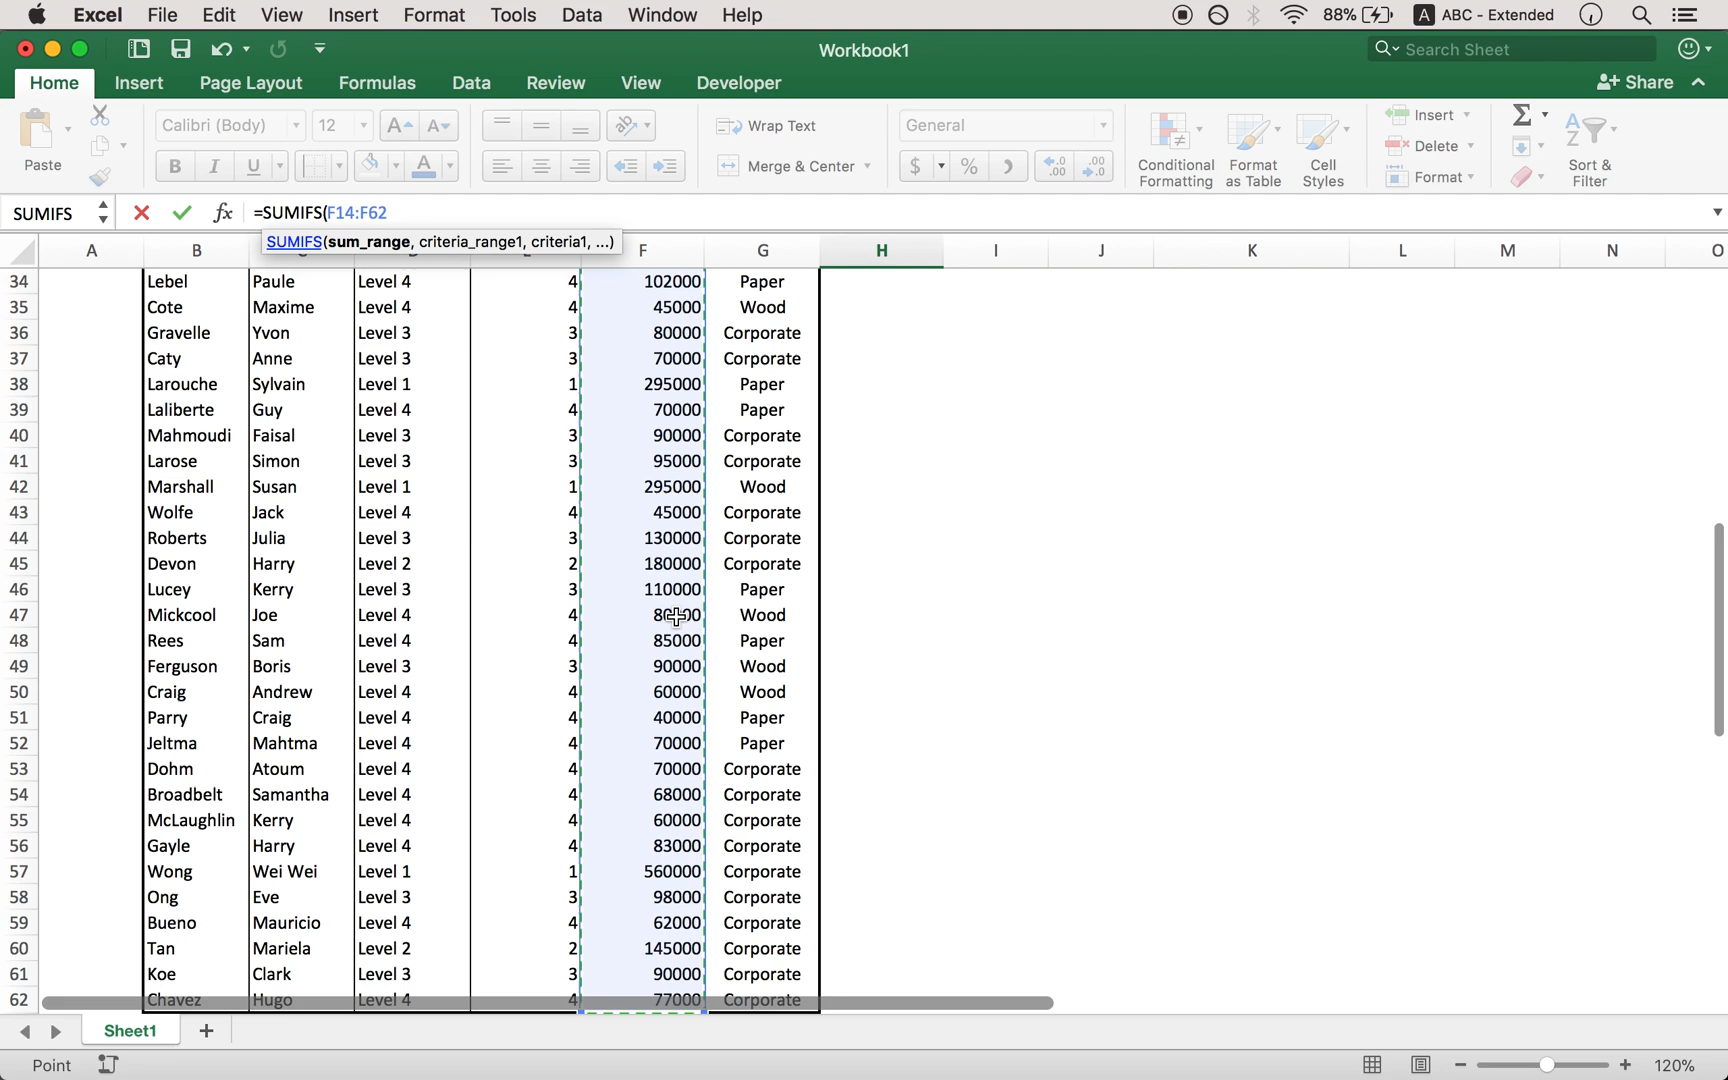 Excel File Edit View Insert Format Tools Data Window Help 88% A ABC - Extended
Workbook1 Search Sheet
Home Insert Page Layout Formulas Data Review View Developer Share
Paste Calibri (Body) 12 A A Wrap Text General Conditional Formatting Format as Table Cell Styles Insert Delete Format Sort & Filter
B I U A Merge & Center $ % .00 .0
SUMIFS fx =SUMIFS(F14:F62
SUMIFS(sum_range, criteria_range1, criteria1, ...)
A B F G H I J K L M N O
34 Lebel Paule Level 4 4 102000 Paper
35 Cote Maxime Level 4 4 45000 Wood
36 Gravelle Yvon Level 3 3 80000 Corporate
37 Caty Anne Level 3 3 70000 Corporate
38 Larouche Sylvain Level 1 1 295000 Paper
39 Laliberte Guy Level 4 4 70000 Paper
40 Mahmoudi Faisal Level 3 3 90000 Corporate
41 Larose Simon Level 3 3 95000 Corporate
42 Marshall Susan Level 1 1 295000 Wood
43 Wolfe Jack Level 4 4 45000 Corporate
44 Roberts Julia Level 3 3 130000 Corporate
45 Devon Harry Level 2 2 180000 Corporate
46 Lucey Kerry Level 3 3 110000 Paper
47 Mickcool Joe Level 4 4 Wood
48 Rees Sam Level 4 4 85000 Paper
49 Ferguson Boris Level 3 3 90000 Wood
50 Craig Andrew Level 4 4 60000 Wood
51 Parry Craig Level 4 4 40000 Paper
52 Jeltma Mahtma Level 4 4 70000 Paper
53 Dohm Atoum Level 4 4 70000 Corporate
54 Broadbelt Samantha Level 4 4 68000 Corporate
55 McLaughlin Kerry Level 4 4 60000 Corporate
56 Gayle Harry Level 4 4 83000 Corporate
57 Wong Wei Wei Level 1 1 560000 Corporate
58 Ong Eve Level 3 3 98000 Corporate
59 Bueno Mauricio Level 4 4 62000 Corporate
60 Tan Mariela Level 2 2 145000 Corporate
61 Koe Clark Level 3 3 90000 Corporate
62 Chavez Hugo Level 4 4 77000 Corporate
Sheet1
Point 120%